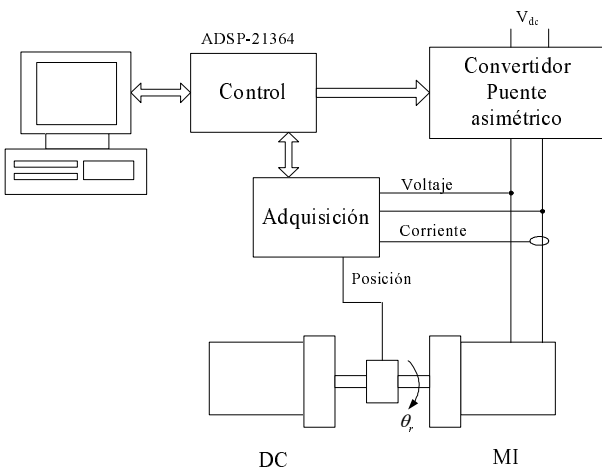 V_dc
ADSP-21364
Control
Convertidor
Puente
asimétrico
Voltaje
Adquisición
Corriente
Posición
θ_r
DC
MI